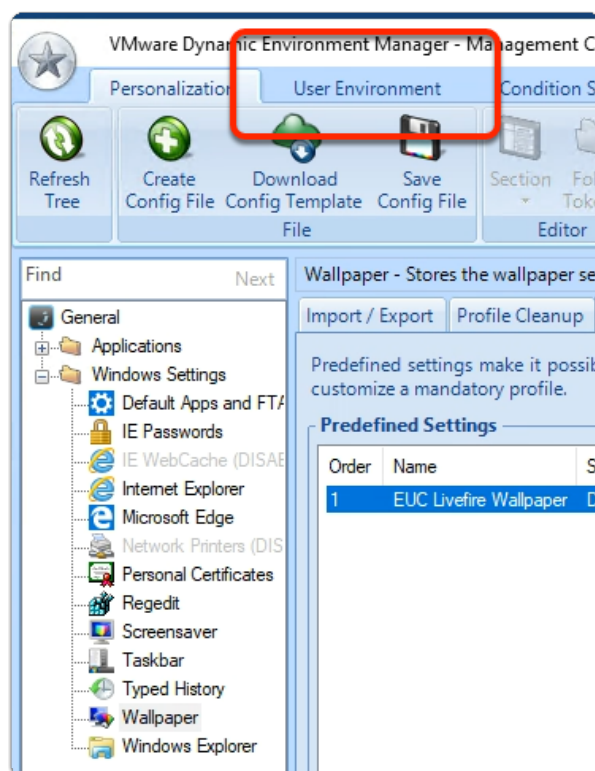 VMware Dynamic Environment Manager - Management C
Personalization User Environment Condition S
Refresh Tree
Create Config File
Download Config Template
Save Config File
Section
Fol
Toke
File
Editor
Find Next
Wallpaper - Stores the wallpaper se
General
Applications
Windows Settings
Default Apps and FTA
IE Passwords
IE WebCache (DISAB
Internet Explorer
Microsoft Edge
Network Printers (DIS
Personal Certificates
Regedit
Screensaver
Taskbar
Typed History
Wallpaper
Windows Explorer
Import / Export Profile Cleanup
Predefined settings make it possib
customize a mandatory profile.
Predefined Settings
Order Name S
1 EUC Livefire Wallpaper D